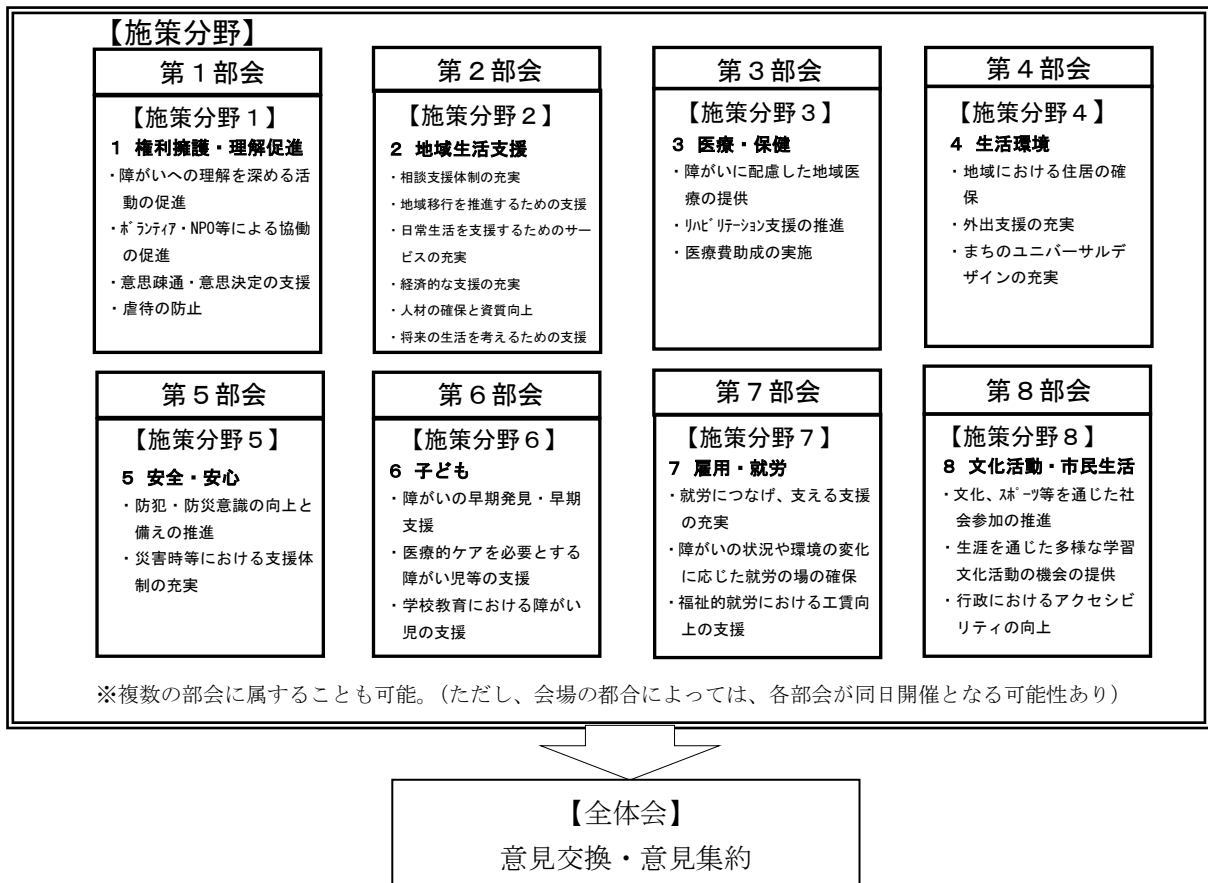 【施策分野】
第１部会
【施策分野１】
１ 権利擁護・理解促進
・障がいへの理解を深める活
動の促進
・ﾎﾞﾗﾝﾃｨｱ・NPO等による協働
の促進
・意思疎通・意思決定の支援
・虐待の防止
第２部会
【施策分野２】
２ 地域生活支援
・相談支援体制の充実
・地域移行を推進するための支援
・日常生活を支援するためのサー
ビスの充実
・経済的な支援の充実
・人材の確保と資質向上
・将来の生活を考えるための支援
第３部会
【施策分野３】
３ 医療・保健
・障がいに配慮した地域医
療の提供
・ﾘﾊﾋﾞﾘﾃｰｼｮﾝ支援の推進
・医療費助成の実施
第４部会
【施策分野４】
４ 生活環境
・地域における住居の確
保
・外出支援の充実
・まちのユニバーサルデ
ザインの充実
第５部会
【施策分野５】
５ 安全・安心
・防犯・防災意識の向上と
備えの推進
・災害時等における支援体
制の充実
第６部会
【施策分野６】
６ 子ども
・障がいの早期発見・早期
支援
・医療的ケアを必要とする
障がい児等の支援
・学校教育における障がい
児の支援
第７部会
【施策分野７】
７ 雇用・就労
・就労につなげ、支える支援
の充実
・障がいの状況や環境の変化
に応じた就労の場の確保
・福祉的就労における工賃向
上の支援
第８部会
【施策分野８】
８ 文化活動・市民生活
・文化、ｽﾎﾟｰﾂ等を通じた社
会参加の推進
・生涯を通じた多様な学習
文化活動の機会の提供
・行政におけるアクセシビ
リティの向上
※複数の部会に属することも可能。（ただし、会場の都合によっては、各部会が同日開催となる可能性あり）
【全体会】
意見交換・意見集約